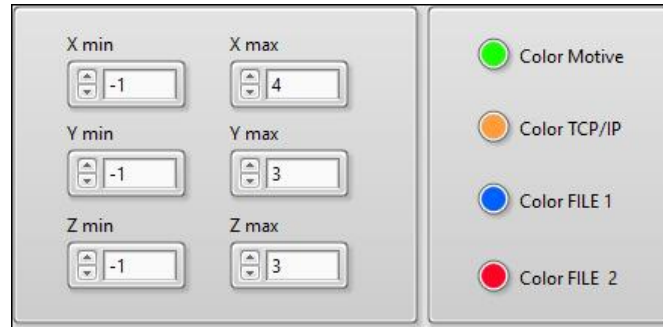 X min
X max
-1
4
Y min
Y max
-1
3
Z min
Z max
-1
3
Color Motive
Color TCP/IP
Color FILE 1
Color FILE 2